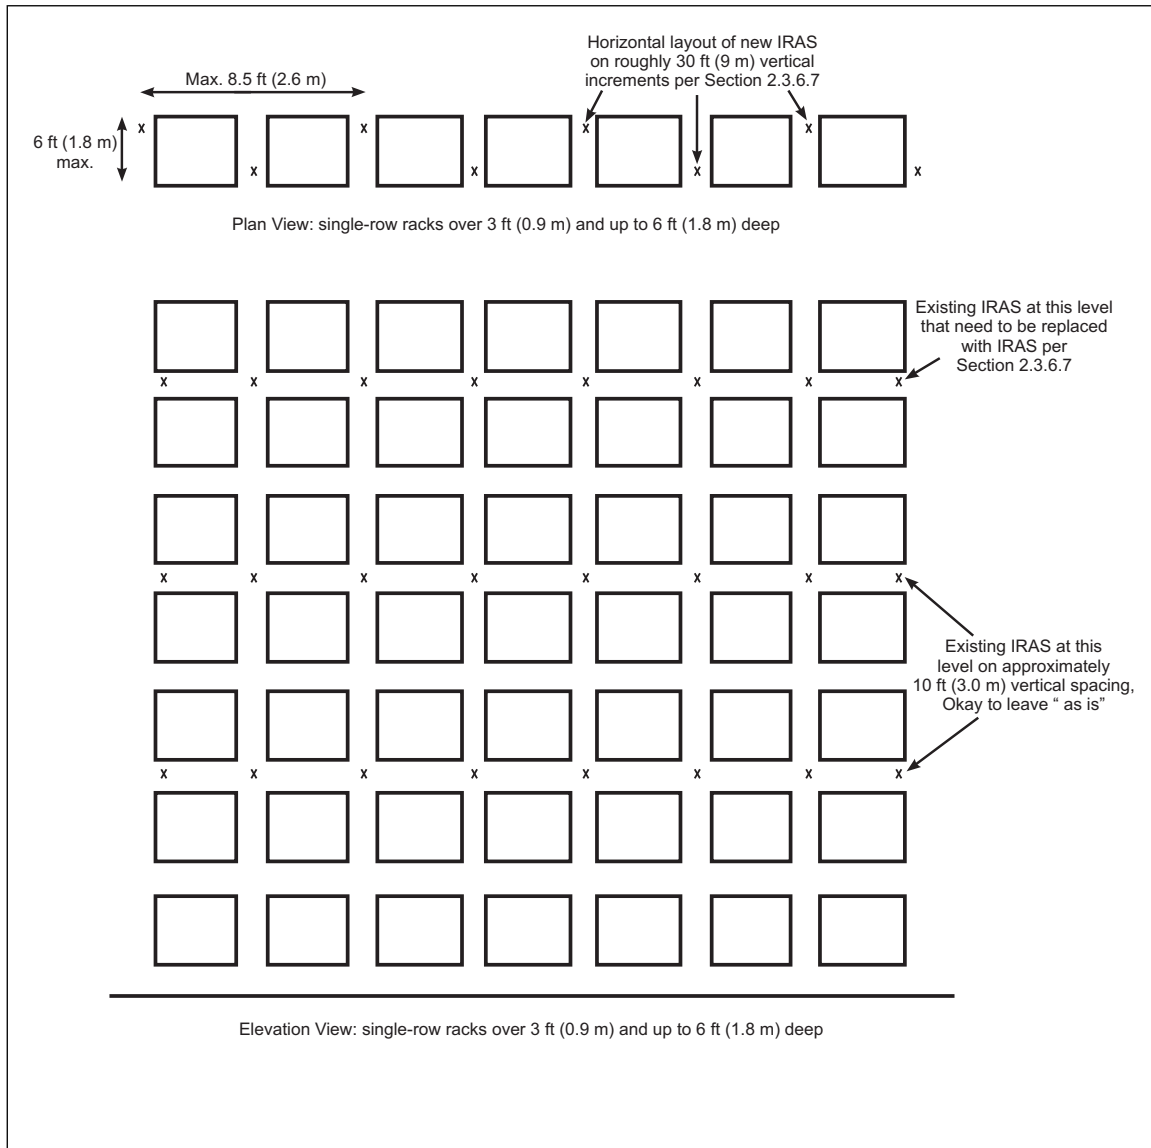 Horizontal layout of new IRAS
on roughly 30 ft (9 m) vertical
increments per Section 2.3.6.7
Max. 8.5 ft (2.6 m)
x x x x
6 ft (1.8 m)
max.
x x x x
Plan View: single-row racks over 3 ft (0.9 m) and up to 6 ft (1.8 m) deep
Existing IRAS at this level
that need to be replaced
with IRAS per
Section 2.3.6.7
x x x x x x x x
x x x x x x x x
Existing IRAS at this
level on approximately
10 ft (3.0 m) vertical spacing,
Okay to leave “ as is”
x x x x x x x x
Elevation View: single-row racks over 3 ft (0.9 m) and up to 6 ft (1.8 m) deep